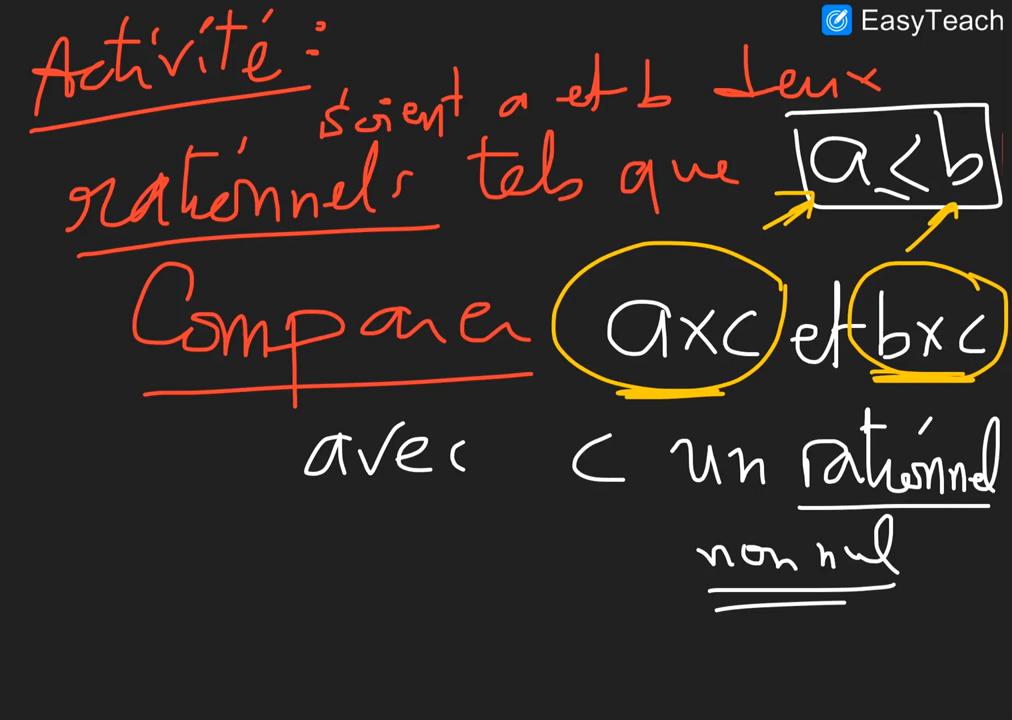 EasyTeach
Activité :
soient a et b deux
rationnels tels que a ≤ b
Comparer a×c et b×c
avec c un rationnel
non nul